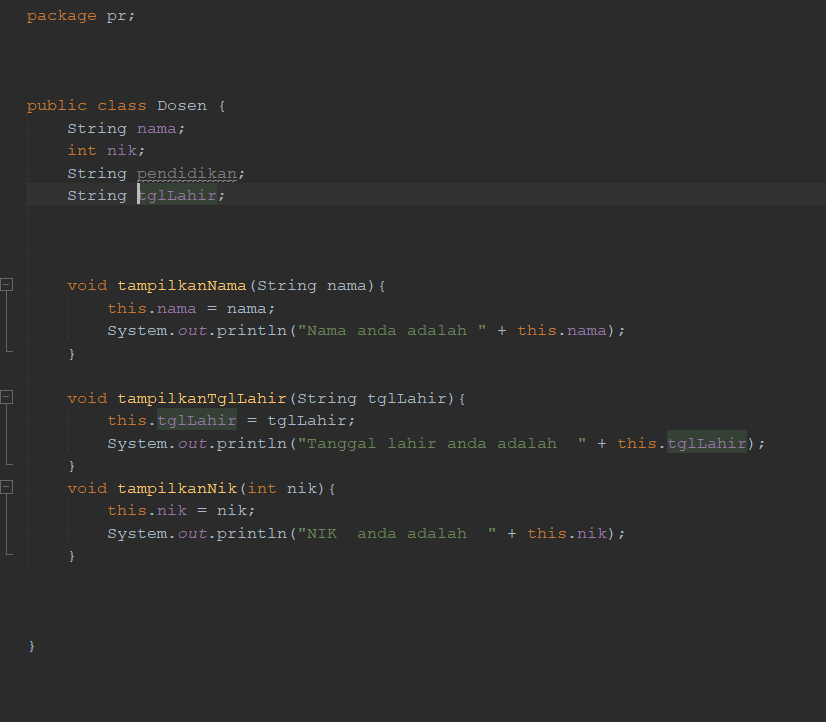 package pr;
public class Dosen {
String nama;
int nik;
String pendidikan;
String tglLahir;
void tampilkanNama(String nama){
this.nama = nama;
System.out.println("Nama anda adalah " + this.nama);
}
void tampilkanTglLahir(String tglLahir){
this.tglLahir = tglLahir;
System.out.println("Tanggal lahir anda adalah  " + this.tglLahir);
}
void tampilkanNik(int nik){
this.nik = nik;
System.out.println("NIK  anda adalah  " + this.nik);
}
}